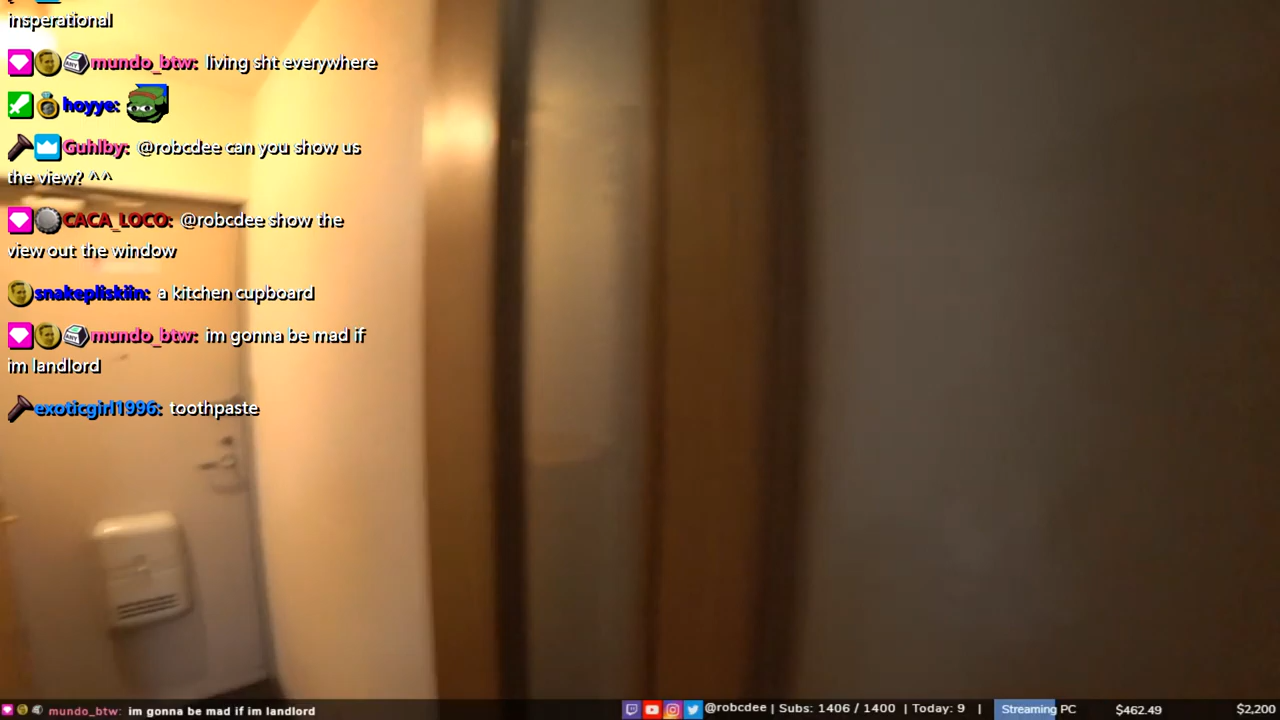 insperational
mundo_btw: living sht everywhere
hoyye:
Guhlby: @robcdee can you show us
the view? ^^
CACA_LOCO: @robcdee show the
view out the window
snakepliskiin: a kitchen cupboard
mundo_btw: im gonna be mad if
im landlord
exoticgirl1996: toothpaste
mundo_btw: im gonna be mad if im landlord
@robcdee | Subs: 1406 / 1400 | Today: 9 |
Streaming PC $462.49 $2,200